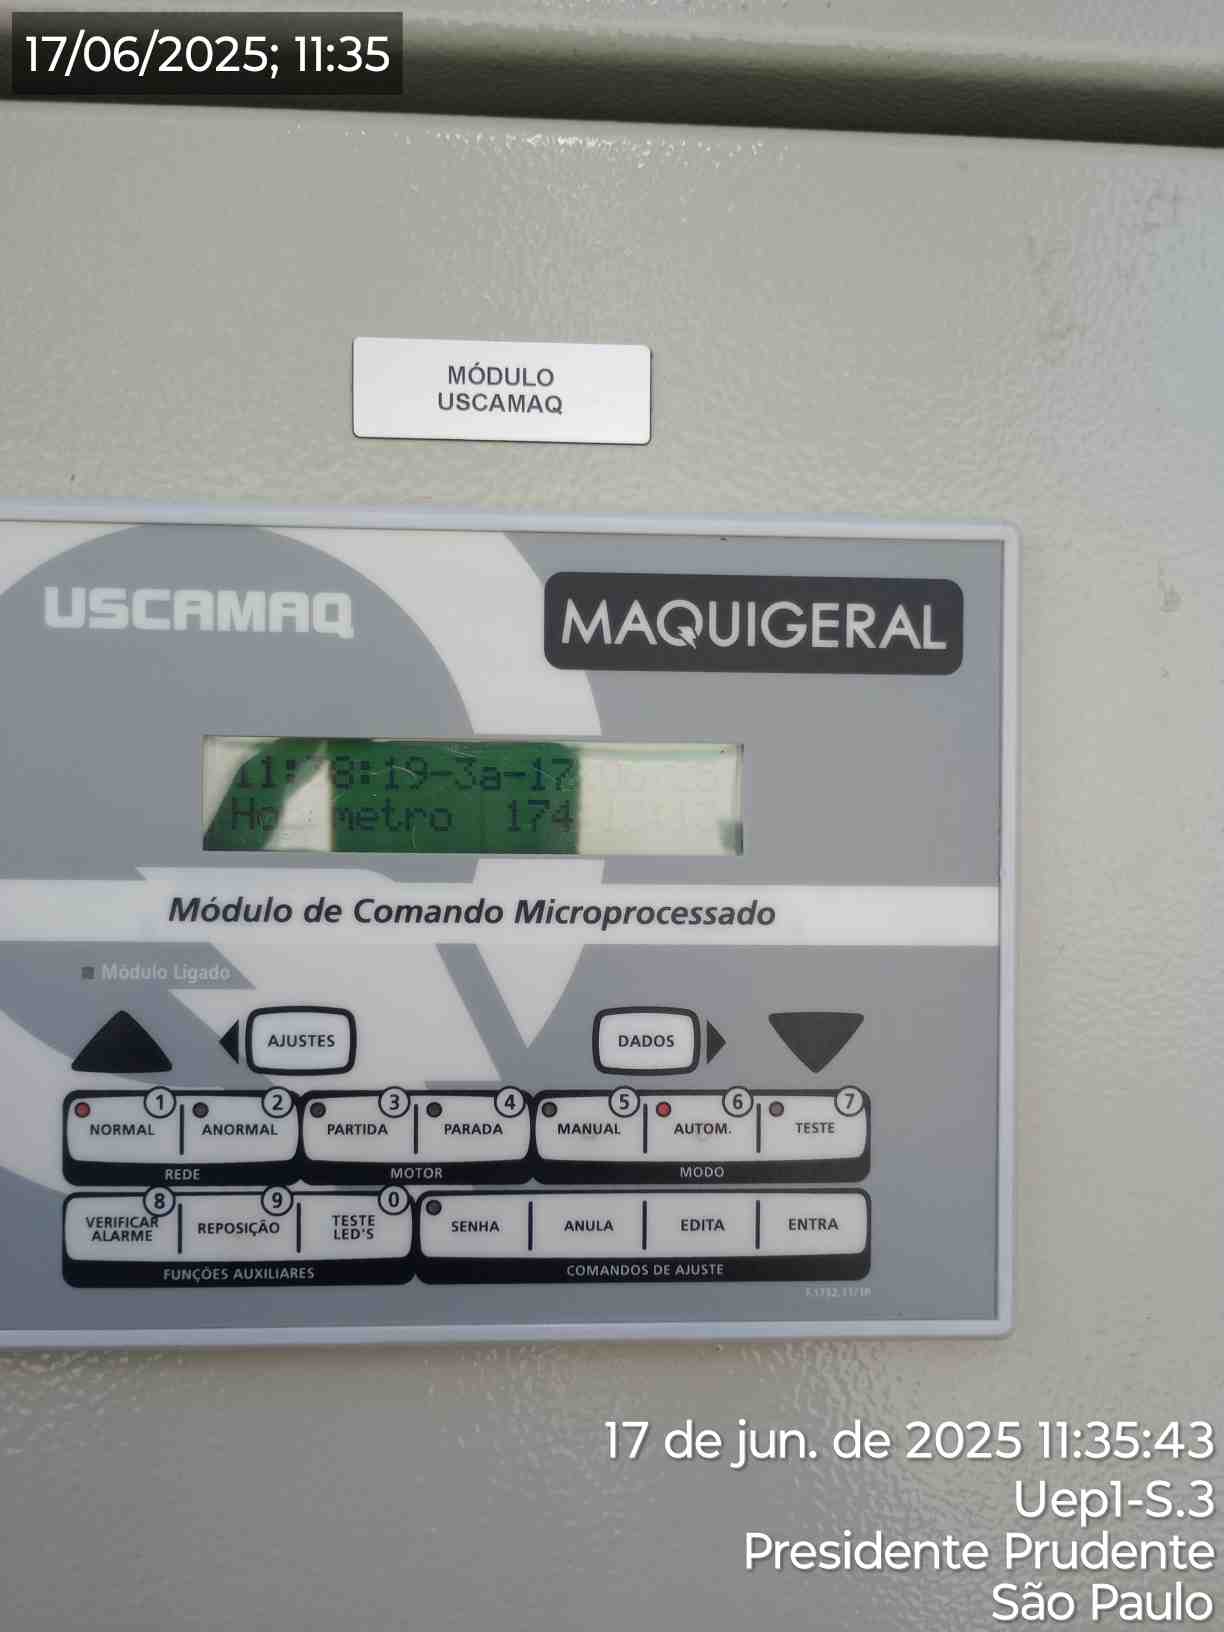 17/06/2025; 11:35
MÓDULO
USCAMAQ
USCAMAQ
MAQUIGERAL
19-3a-17
174
Módulo de Comando Microprocessado
Módulo Ligado
AJUSTES
DADOS
1 2 3 4 5 6 7
NORMAL ANORMAL PARTIDA PARADA MANUAL AUTOM. TESTE
REDE MOTOR MODO
8 9 0
VERIFICAR
ALARME
REPOSIÇÃO
TESTE
LED'S
SENHA ANULA EDITA ENTRA
FUNÇÕES AUXILIARES COMANDOS DE AJUSTE
17 de jun. de 2025 11:35:43
Uep1-S.3
Presidente Prudente
São Paulo